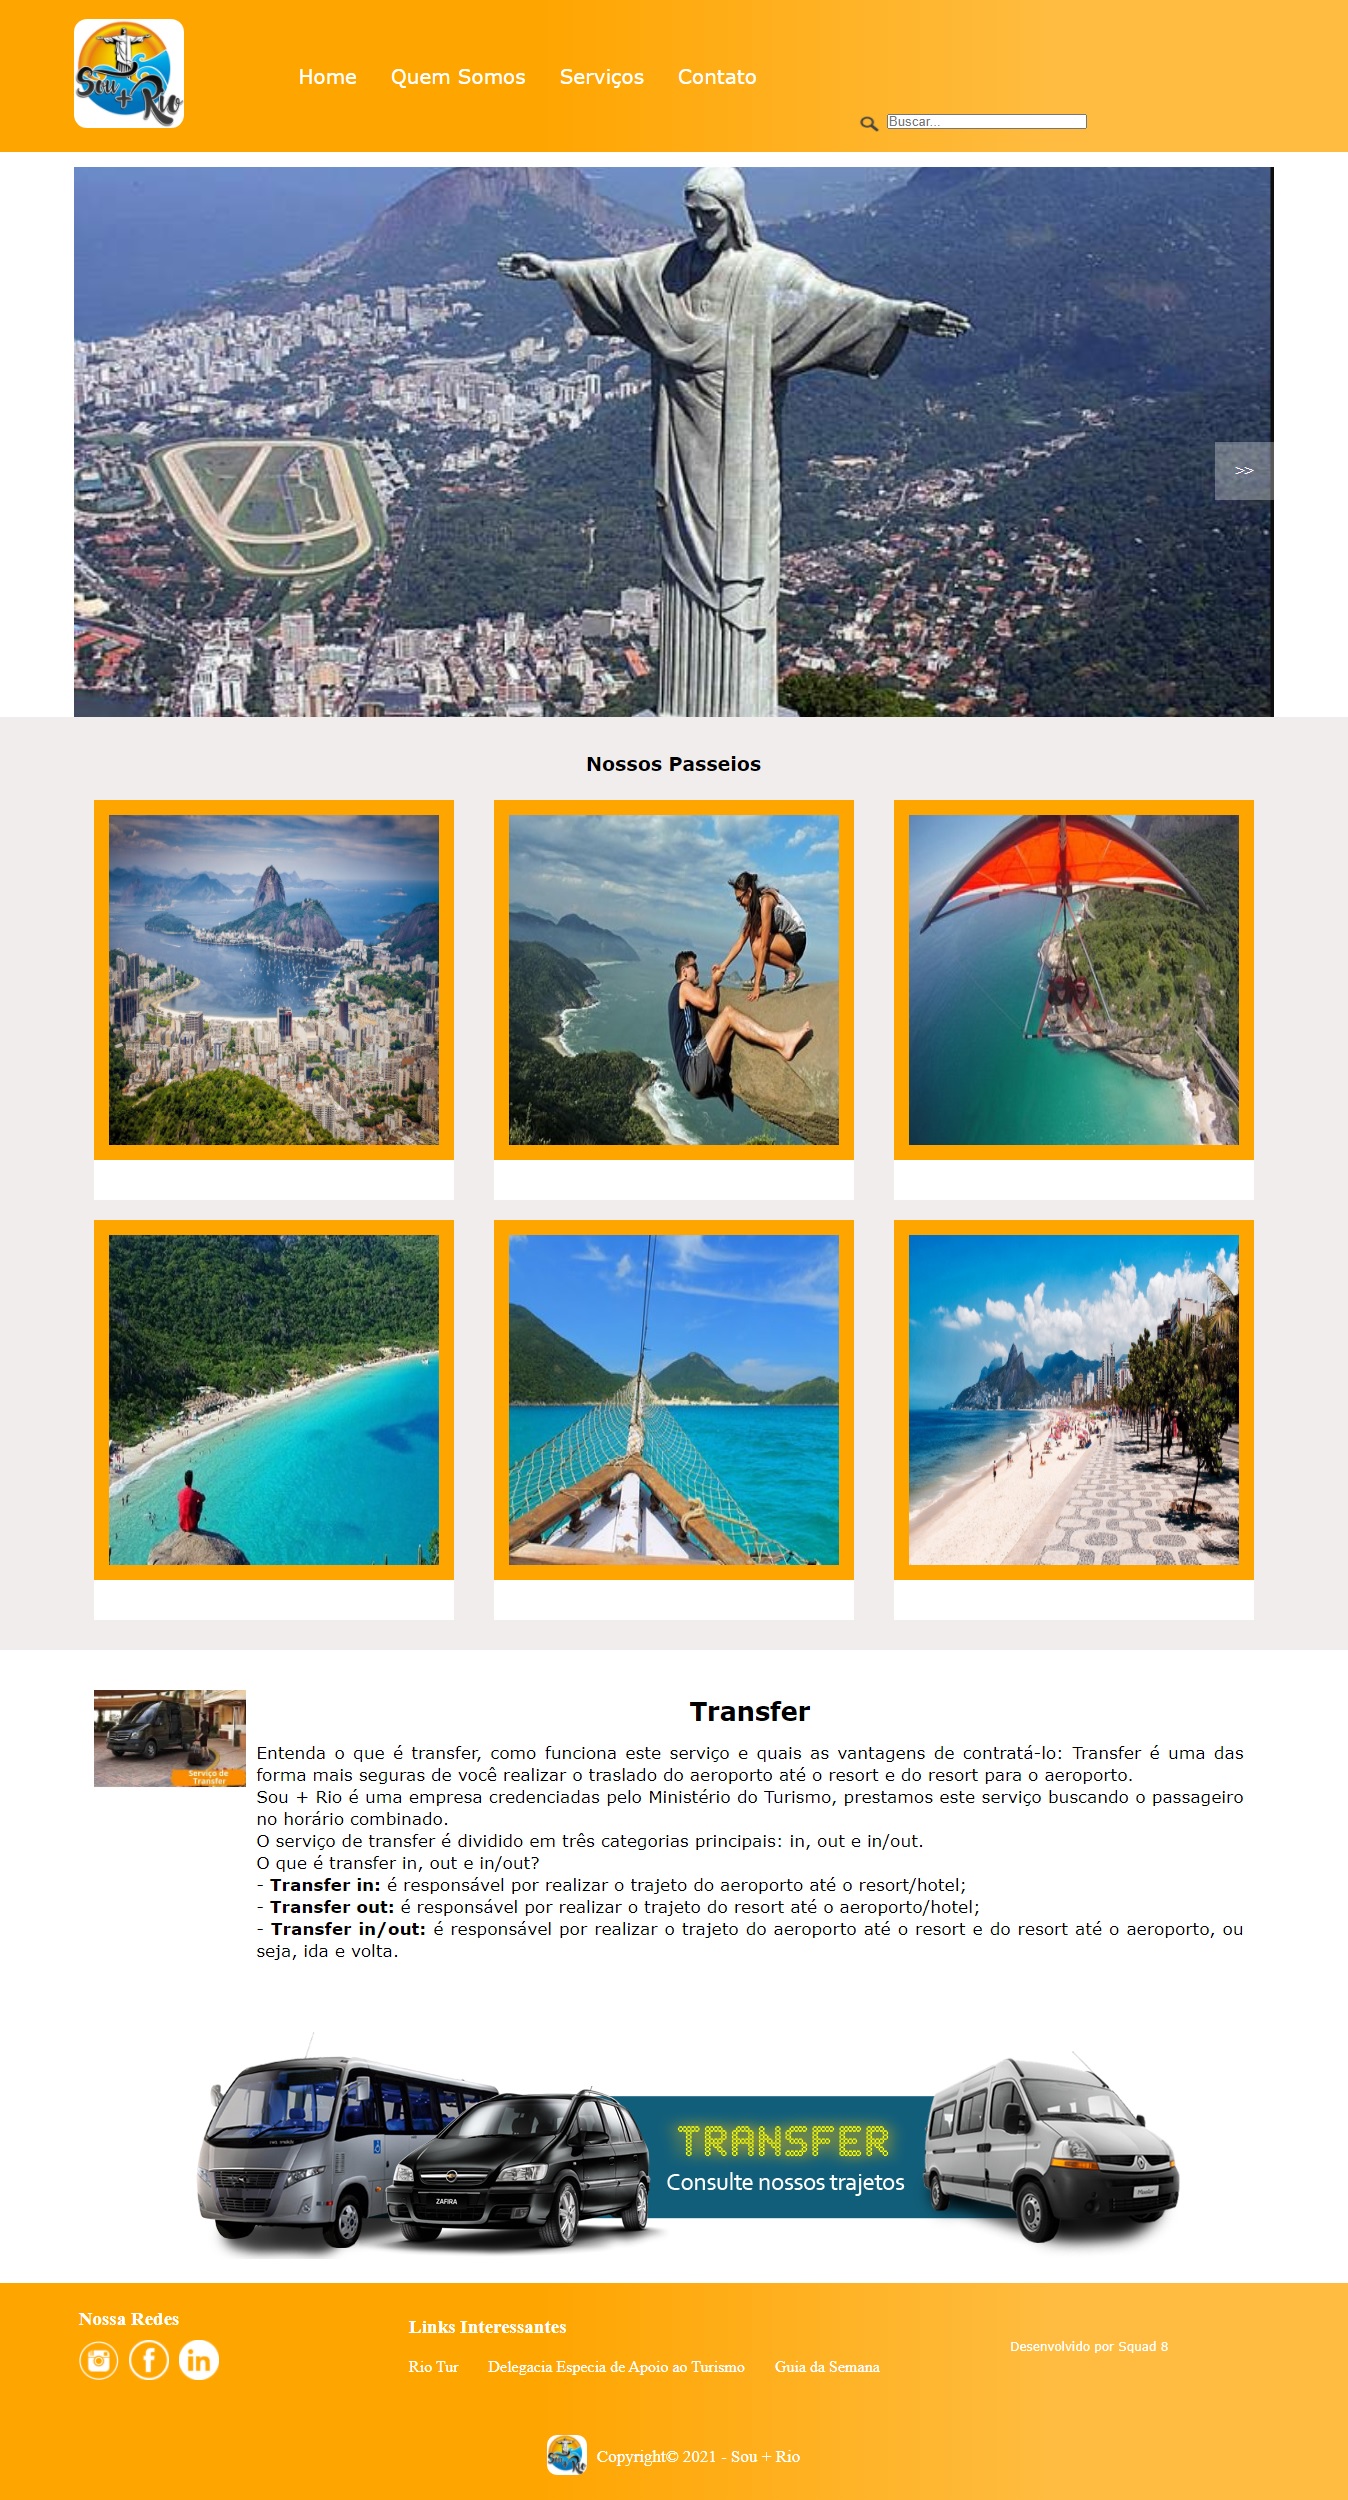 Sou
+ Rio
Home Quem Somos Serviços Contato
Buscar...
>>
Nossos Passeios
Serviço de
Transfer
Transfer
Entenda o que é transfer, como funciona este serviço e quais as vantagens de contratá-lo: Transfer é uma das
forma mais seguras de você realizar o traslado do aeroporto até o resort e do resort para o aeroporto.
Sou + Rio é uma empresa credenciadas pelo Ministério do Turismo, prestamos este serviço buscando o passageiro
no horário combinado.
O serviço de transfer é dividido em três categorias principais: in, out e in/out.
O que é transfer in, out e in/out?
- Transfer in: é responsável por realizar o trajeto do aeroporto até o resort/hotel;
- Transfer out: é responsável por realizar o trajeto do resort até o aeroporto/hotel;
- Transfer in/out: é responsável por realizar o trajeto do aeroporto até o resort e do resort até o aeroporto, ou
seja, ida e volta.
TRANSFER
Consulte nossos trajetos
ZAFIRA
Nossa Redes
Links Interessantes
Rio Tur Delegacia Especia de Apoio ao Turismo Guia da Semana
Desenvolvido por Squad 8
Sou
+ Rio
Copyright© 2021 - Sou + Rio